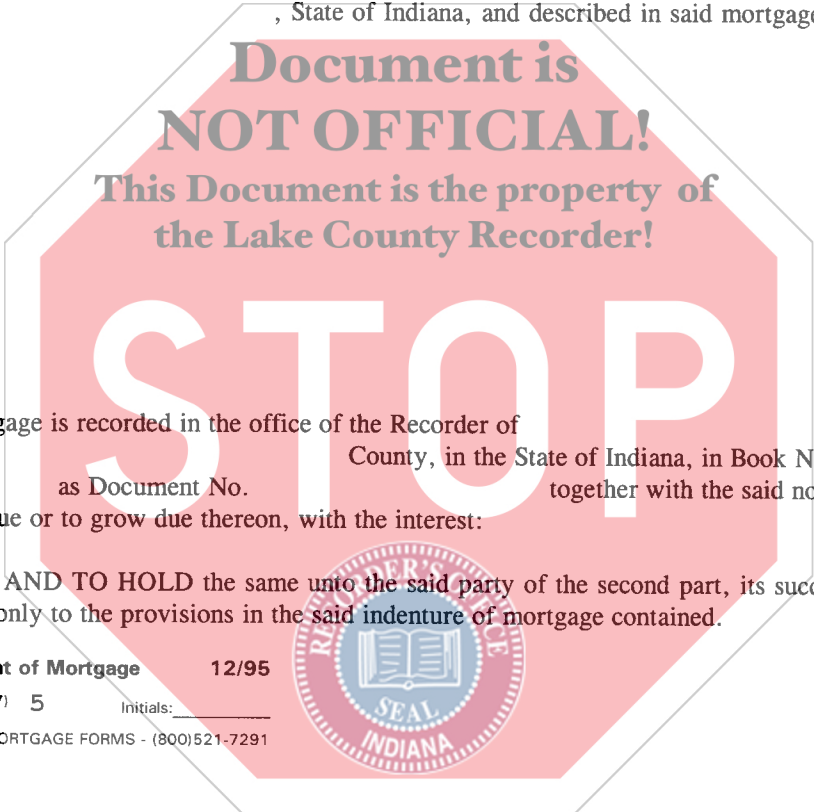 , State of Indiana, and described in said mortgage
Document is
NOT OFFICIAL!
This Document is the property of
the Lake County Recorder!
STOP
gage is recorded in the office of the Recorder of
County, in the State of Indiana, in Book N
as Document No. together with the said no
ue or to grow due thereon, with the interest:
AND TO HOLD the same unto the said party of the second part, its succ
only to the provisions in the said indenture of mortgage contained.
nt of Mortgage 12/95
5 Initials:
ORTGAGE FORMS - (800)521-7291
RECORDER'S OFFICE
SEAL
INDIANA